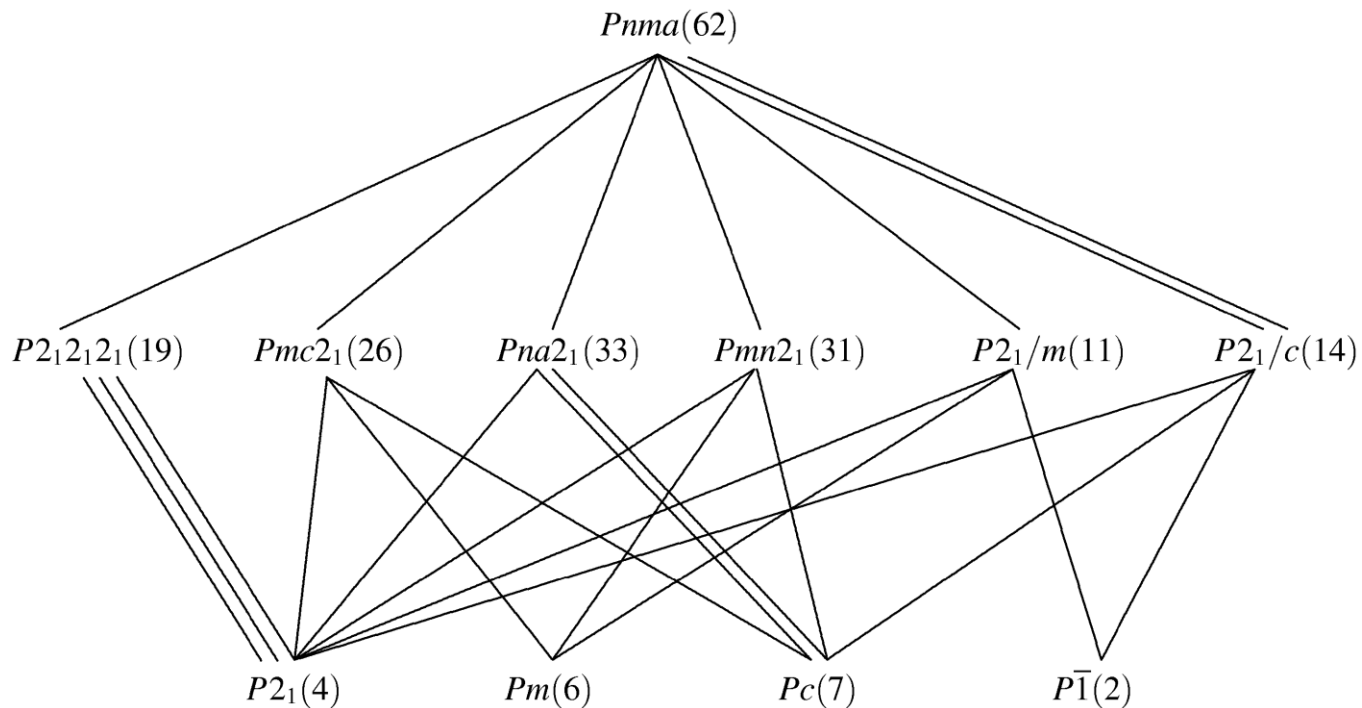 Pnma(62)
P2₁2₁2₁(19) Pmc2₁(26) Pna2₁(33) Pmn2₁(31) P2₁/m(11) P2₁/c(14)
P2₁(4) Pm(6) Pc(7) P1̅(2)